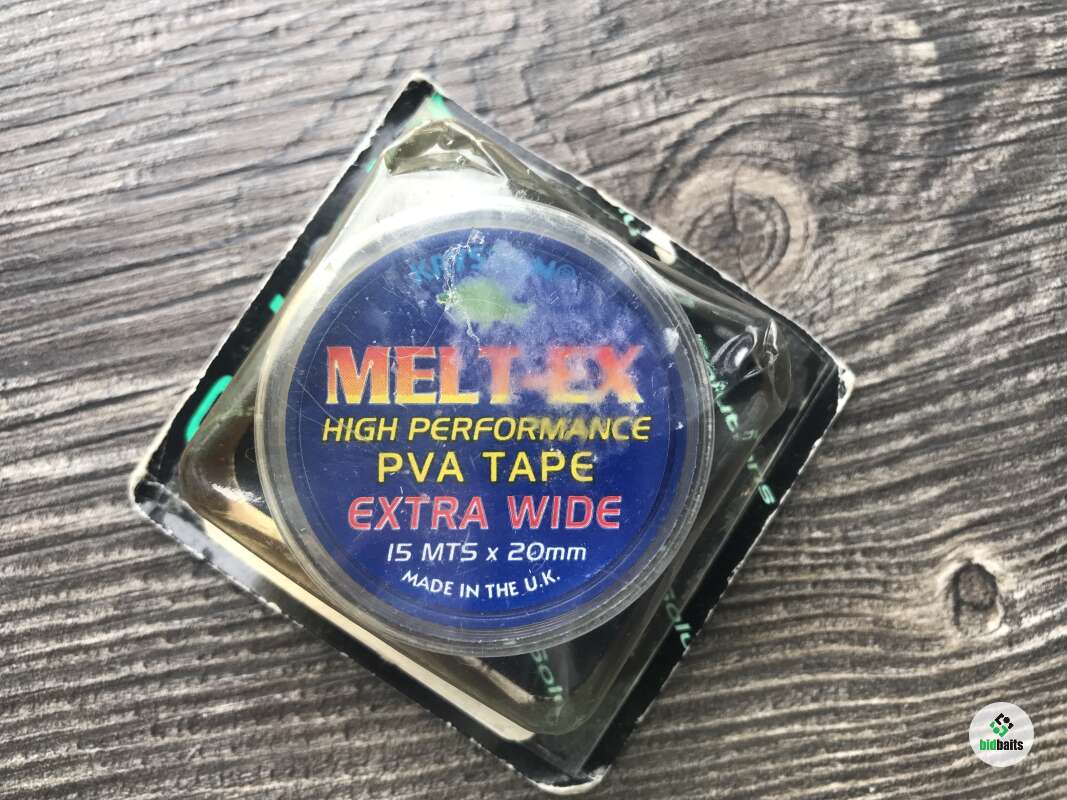 MELT-EX
HIGH PERFORMANCE
PVA TAPE
EXTRA WIDE
15 MTS x 20mm
MADE IN THE U.K.
bidbaits